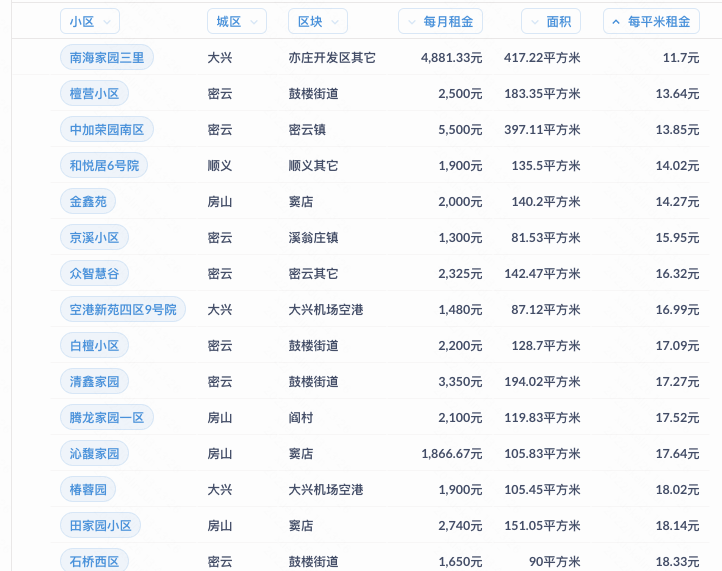 小区 城区 区块 每月租金 面积 每平米租金
南海家园三里 大兴 亦庄开发区其它 4,881.33元 417.22平方米 11.7元
檀营小区 密云 鼓楼街道 2,500元 183.35平方米 13.64元
中加荣园南区 密云 密云镇 5,500元 397.11平方米 13.85元
和悦居6号院 顺义 顺义其它 1,900元 135.5平方米 14.02元
金鑫苑 房山 窦店 2,000元 140.2平方米 14.27元
京溪小区 密云 溪翁庄镇 1,300元 81.53平方米 15.95元
众智慧谷 密云 密云其它 2,325元 142.47平方米 16.32元
空港新苑四区9号院 大兴 大兴机场空港 1,480元 87.12平方米 16.99元
白檀小区 密云 鼓楼街道 2,200元 128.7平方米 17.09元
清鑫家园 密云 鼓楼街道 3,350元 194.02平方米 17.27元
腾龙家园一区 房山 阎村 2,100元 119.83平方米 17.52元
沁馥家园 房山 窦店 1,866.67元 105.83平方米 17.64元
椿蓉园 大兴 大兴机场空港 1,900元 105.45平方米 18.02元
田家园小区 房山 窦店 2,740元 151.05平方米 18.14元
石桥西区 密云 鼓楼街道 1,650元 90平方米 18.33元